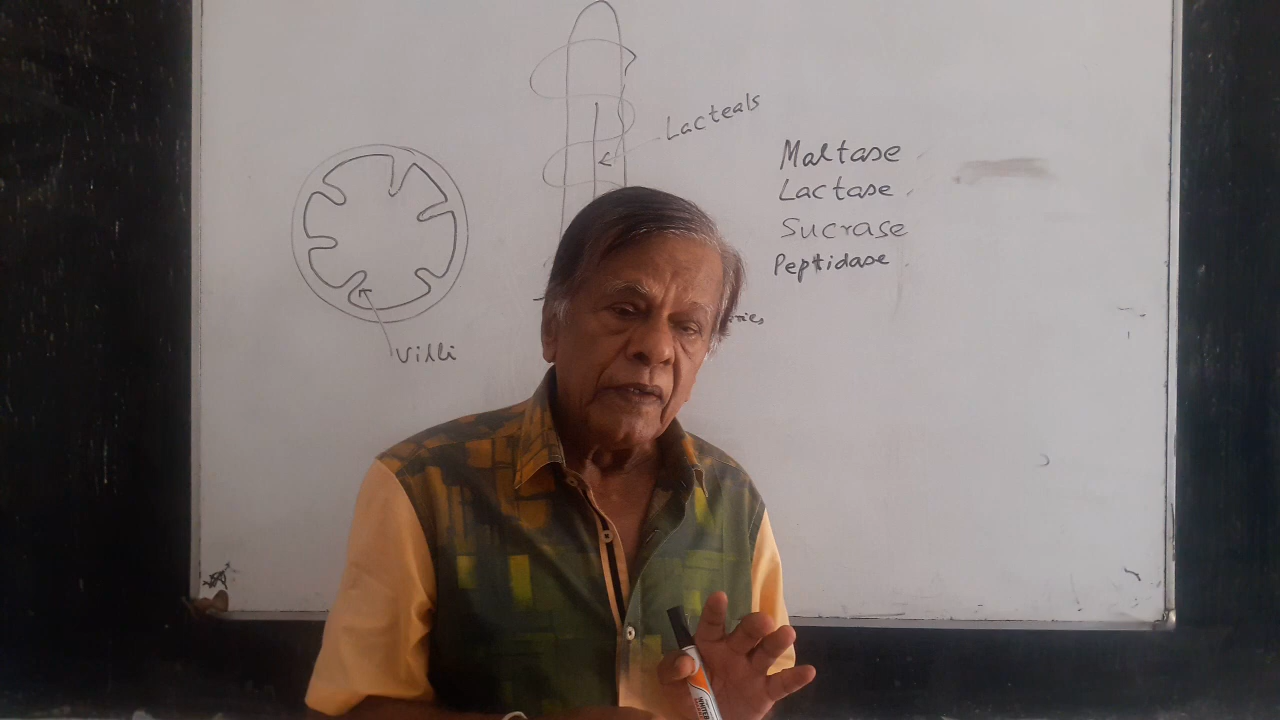 Lacteals
Maltase
Lactase
Sucrase
Peptidase
Villi